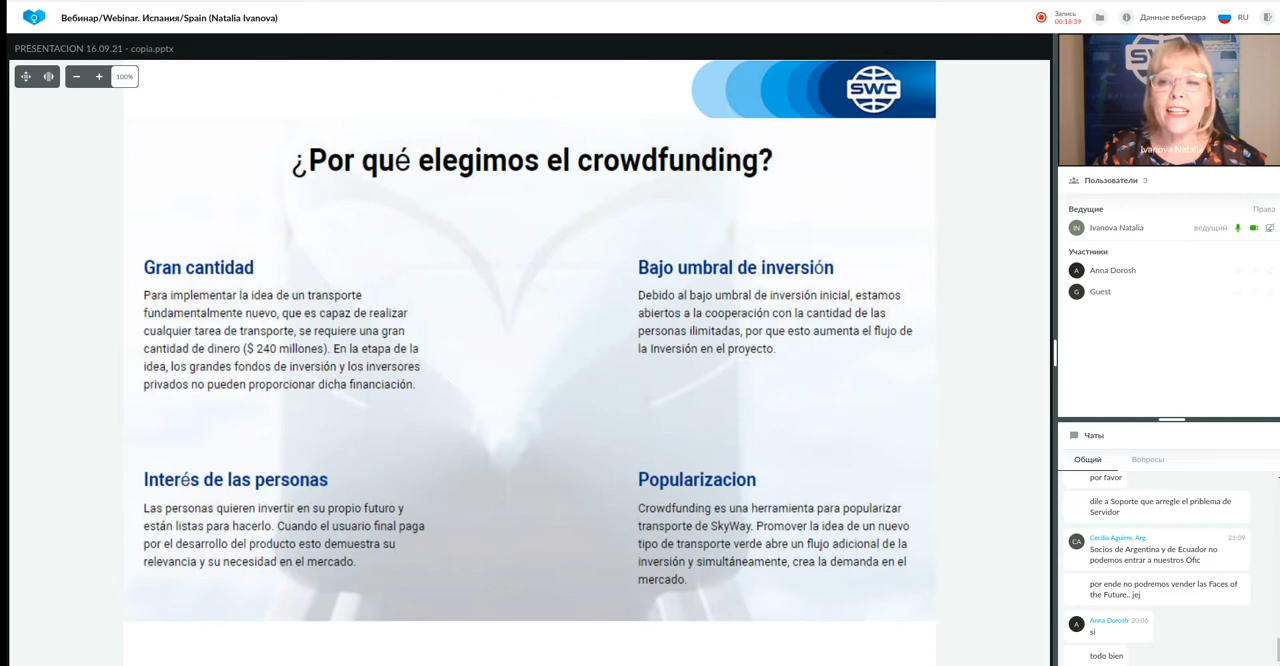 Вебинар/Webinar. Испания/Spain (Natalia Ivanova)
Запись
00:18:39
Данные вебинара
RU
PRESENTACION 16.09.21 - copia.pptx
100%
SWC
¿Por qué elegimos el crowdfunding?
Gran cantidad
Para implementar la idea de un transporte
fundamentalmente nuevo, que es capaz de realizar
cualquier tarea de transporte, se requiere una gran
cantidad de dinero ($ 240 millones). En la etapa de la
idea, los grandes fondos de inversión y los inversores
privados no pueden proporcionar dicha financiación.
Bajo umbral de inversión
Debido al bajo umbral de inversión inicial, estamos
abiertos a la cooperación con la cantidad de las
personas ilimitadas, por que esto aumenta el flujo de
la Inversión en el proyecto.
Interés de las personas
Las personas quieren invertir en su propio futuro y
están listas para hacerlo. Cuando el usuario final paga
por el desarrollo del producto esto demuestra su
relevancia y su necesidad en el mercado.
Popularizacion
Crowdfunding es una herramienta para popularizar
transporte de SkyWay. Promover la idea de un nuevo
tipo de transporte verde abre un flujo adicional de la
inversión y simultáneamente, crea la demanda en el
mercado.
Ivanova Natalia
Пользователи 3
Ведущие
Права
IN Ivanova Natalia
ведущий
Участники
A Anna Dorosh
G Guest
Чаты
Общий
Вопросы
por favor
dile a Soporte que arregle el priblema de
Servidor
CA Cecilia Aguirre, Arg. 21:09
Socios de Argentina y de Ecuador no
podemos entrar a nuestros Ofic
por ende no podremos vender las Faces of
the Future.. jej
A Anna Dorosh 20:06
si
todo bien